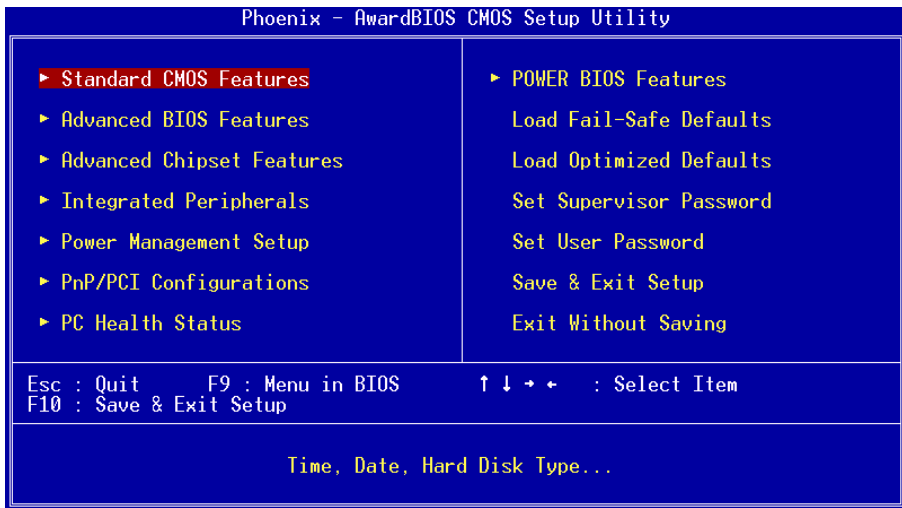 Phoenix - AwardBIOS CMOS Setup Utility
► Standard CMOS Features
► Advanced BIOS Features
► Advanced Chipset Features
► Integrated Peripherals
► Power Management Setup
► PnP/PCI Configurations
► PC Health Status
► POWER BIOS Features
Load Fail-Safe Defaults
Load Optimized Defaults
Set Supervisor Password
Set User Password
Save & Exit Setup
Exit Without Saving
Esc : Quit F9 : Menu in BIOS ↑ ↓ → ← : Select Item
F10 : Save & Exit Setup
Time, Date, Hard Disk Type...